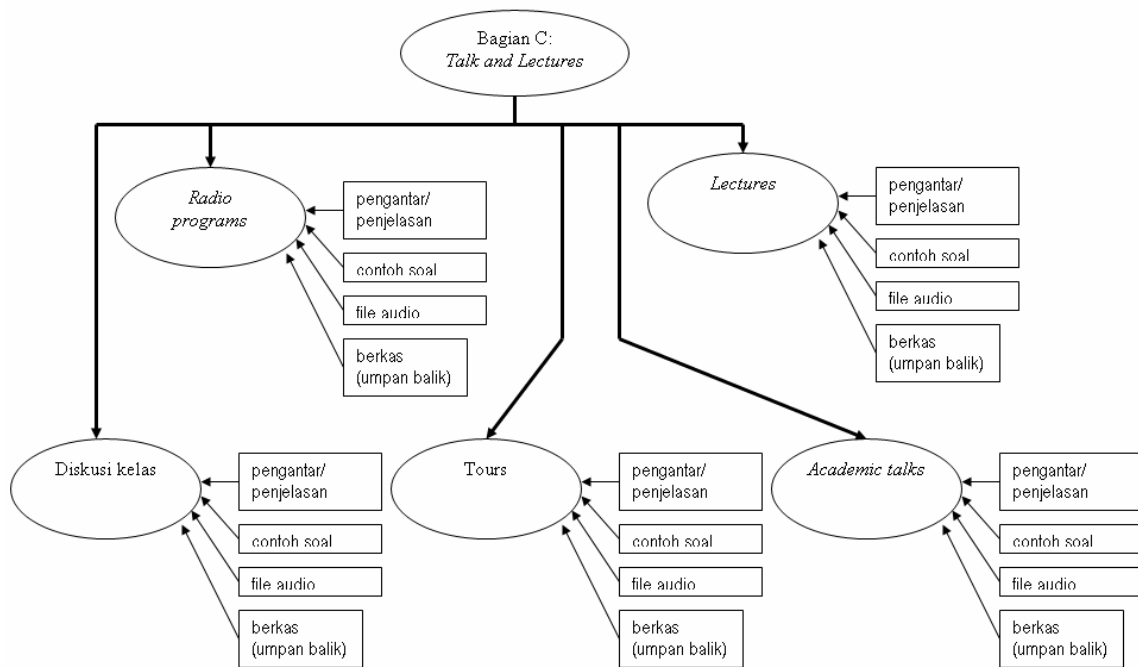 Bagian C:
Talk and Lectures
Radio
programs
pengantar/
penjelasan
contoh soal
file audio
berkas
(umpan balik)
Lectures
pengantar/
penjelasan
contoh soal
file audio
berkas
(umpan balik)
Diskusi kelas
pengantar/
penjelasan
contoh soal
file audio
berkas
(umpan balik)
Tours
pengantar/
penjelasan
contoh soal
file audio
berkas
(umpan balik)
Academic talks
pengantar/
penjelasan
contoh soal
file audio
berkas
(umpan balik)